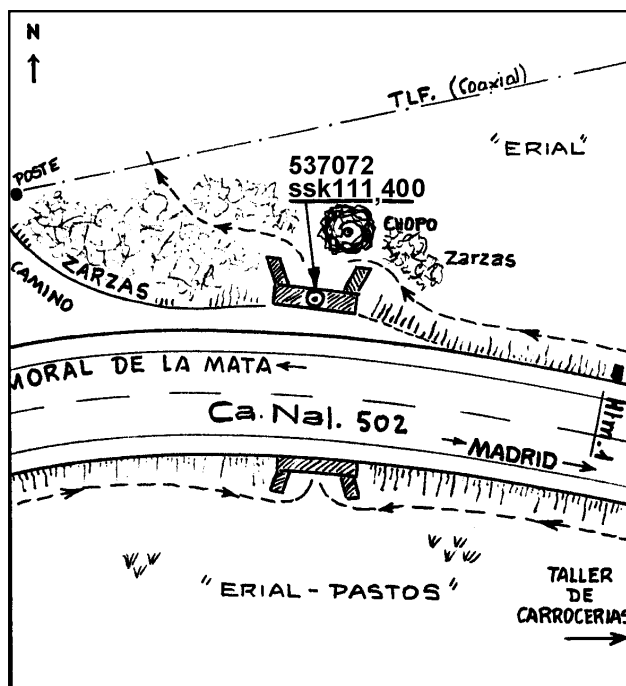 N
TLF. (Coaxial)
"ERIAL"
POSTE
537072
ssk111,400
CHOPO
Zarzas
ZARZAS
CAMINO
MORAL DE LA MATA
Ca. Nal. 502
MADRID
Hm. 4
"ERIAL-PASTOS"
TALLER
DE
CARROCERIAS